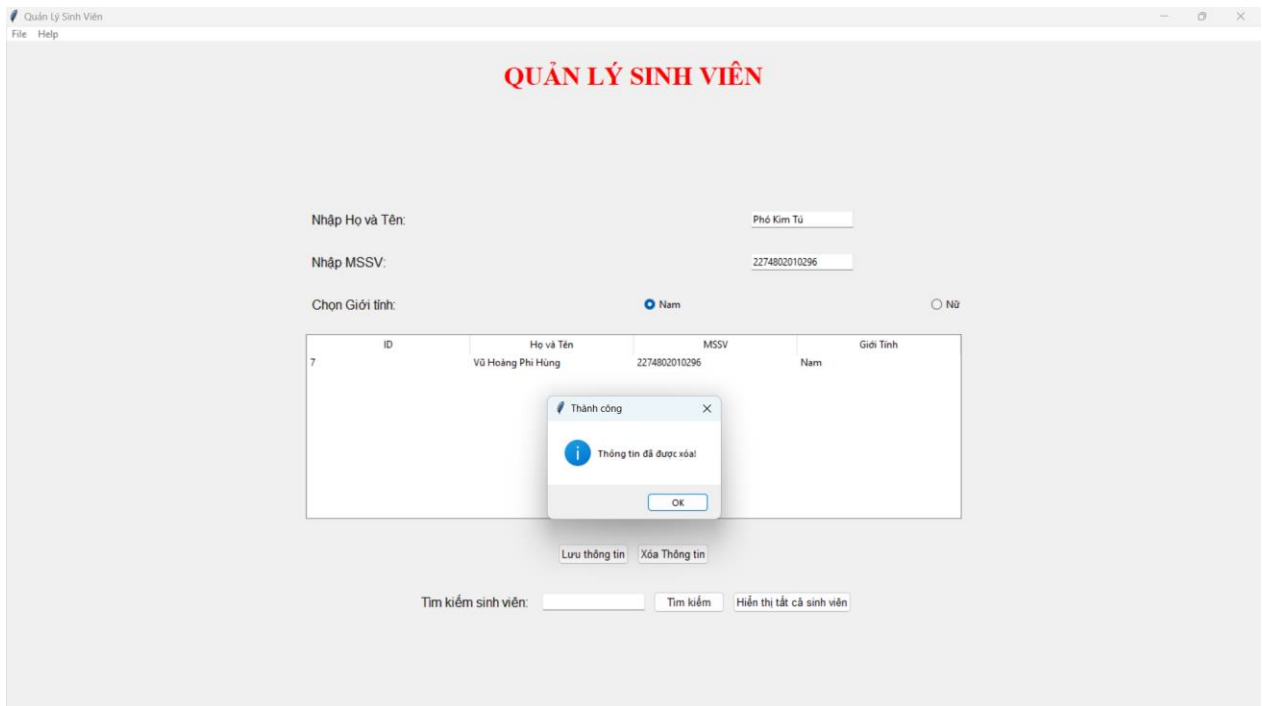 Quản Lý Sinh Viên
File Help
QUẢN LÝ SINH VIÊN
Nhập Họ và Tên: Phó Kim Tú
Nhập MSSV: 2274802010296
Chọn Giới tính: Nam Nữ
ID Họ và Tên MSSV Giới Tính
7 Vũ Hoàng Phi Hùng 2274802010296 Nam
Thành công
Thông tin đã được xóa!
OK
Lưu thông tin Xóa Thông tin
Tìm kiếm sinh viên: Tìm kiếm Hiển thị tất cả sinh viên